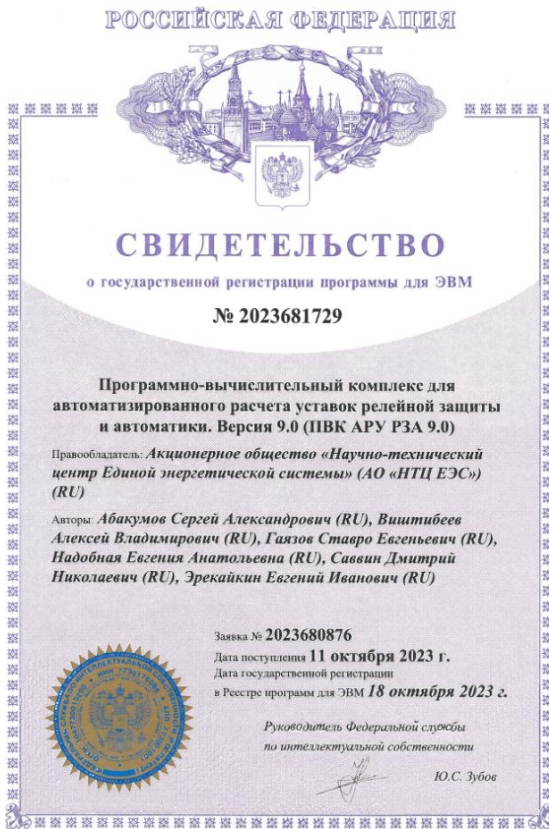 РОССИЙСКАЯ ФЕДЕРАЦИЯ
СВИДЕТЕЛЬСТВО
о государственной регистрации программы для ЭВМ
№ 2023681729
Программно-вычислительный комплекс для
автоматизированного расчета уставок релейной защиты
и автоматики. Версия 9.0 (ПВК АРУ РЗА 9.0)
Правообладатель: Акционерное общество «Научно-технический
центр Единой энергетической системы» (АО «НТЦ ЕЭС»)
(RU)
Авторы: Абакумов Сергей Александрович (RU), Виштибеев
Алексей Владимирович (RU), Гаязов Ставро Евгеньевич (RU),
Надобная Евгения Анатольевна (RU), Саввин Дмитрий
Николаевич (RU), Эрекайкин Евгений Иванович (RU)
Заявка № 2023680876
Дата поступления 11 октября 2023 г.
Дата государственной регистрации
в Реестре программ для ЭВМ 18 октября 2023 г.
Руководитель Федеральной службы
по интеллектуальной собственности
Ю.С. Зубов